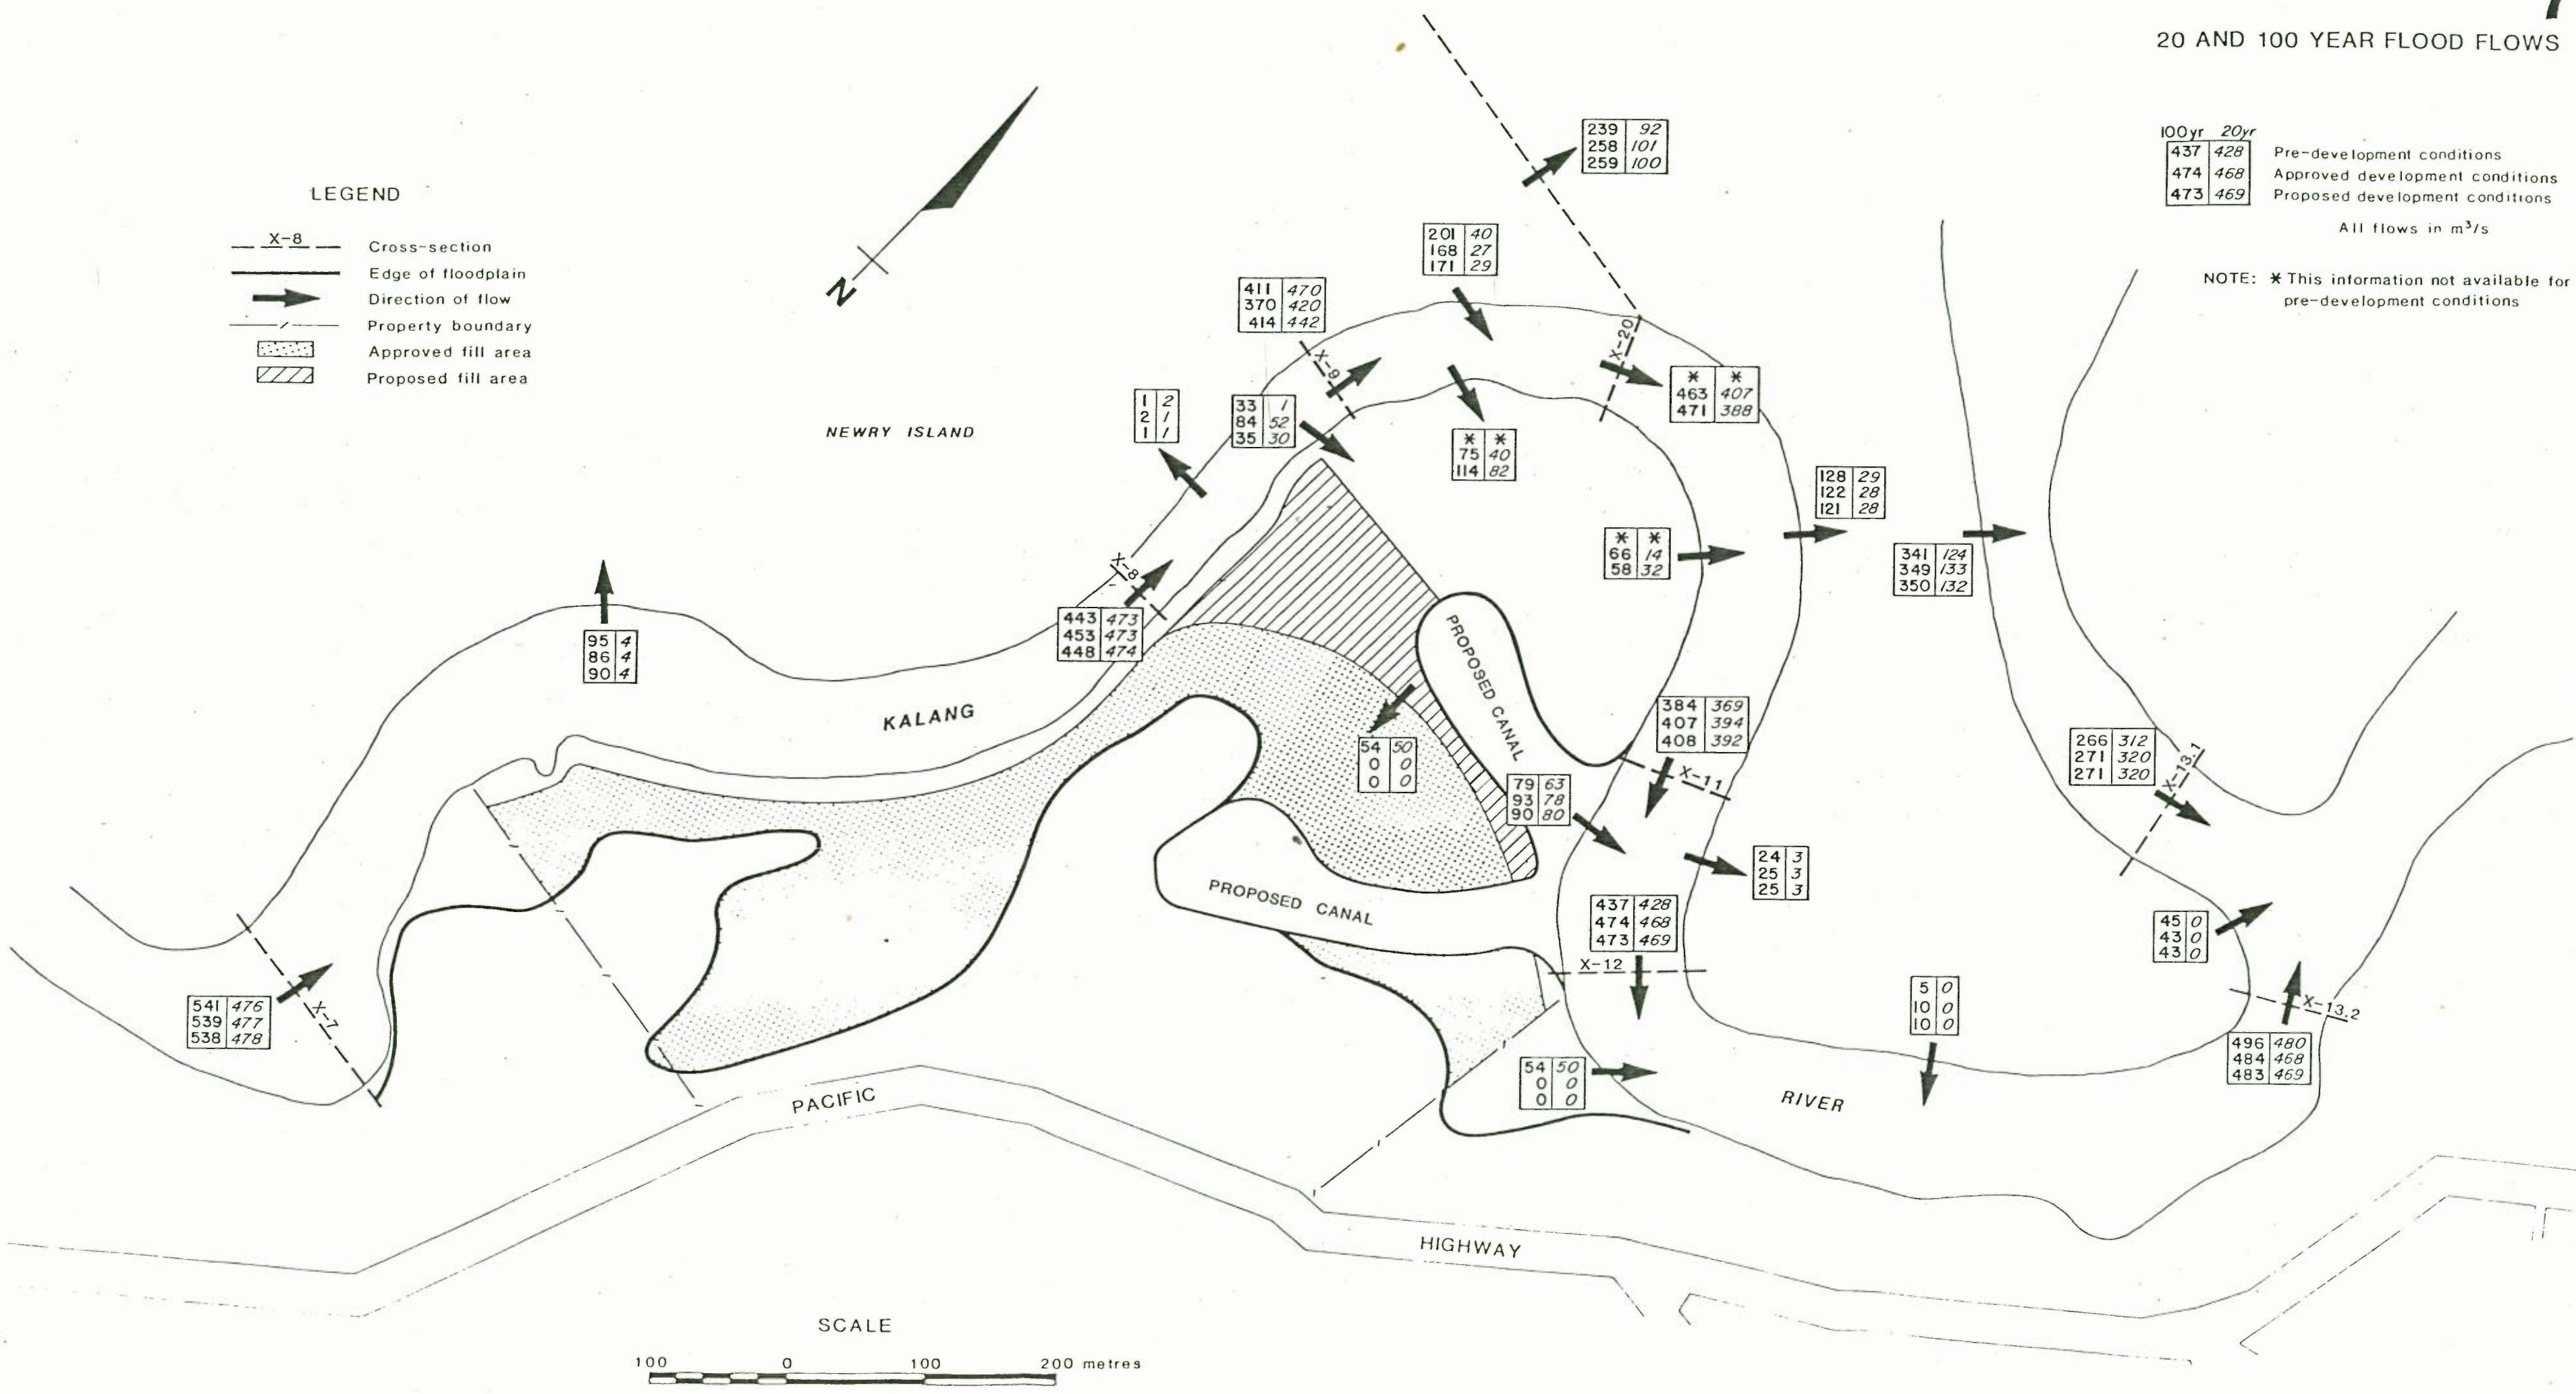 20 AND 100 YEAR FLOOD FLOWS
100yr 20yr
437 428 Pre-development conditions
474 468 Approved development conditions
473 469 Proposed development conditions
All flows in m³/s
NOTE: * This information not available for
pre-development conditions
LEGEND
X-8 Cross-section
Edge of floodplain
Direction of flow
Property boundary
Approved fill area
Proposed fill area
N
NEWRY ISLAND
239 92
258 101
259 100
201 40
168 27
171 29
411 470
370 420
414 442
X-9
X-20
* *
463 407
471 388
1 2
2 1
1 1
33 1
84 52
35 30
* *
75 40
114 82
128 29
122 28
121 28
* *
66 14
58 32
341 124
349 133
350 132
X-8
443 473
453 473
448 474
95 4
86 4
90 4
KALANG
PROPOSED CANAL
384 369
407 394
408 392
X-11
54 50
0 0
0 0
79 63
93 78
90 80
266 312
271 320
271 320
X-13.1
24 3
25 3
25 3
PROPOSED CANAL
437 428
474 468
473 469
X-12
45 0
43 0
43 0
541 476
539 477
538 478
X-7
5 0
10 0
10 0
X-13.2
496 480
484 468
483 469
54 50
0 0
0 0
RIVER
PACIFIC
HIGHWAY
SCALE
100 0 100 200 metres